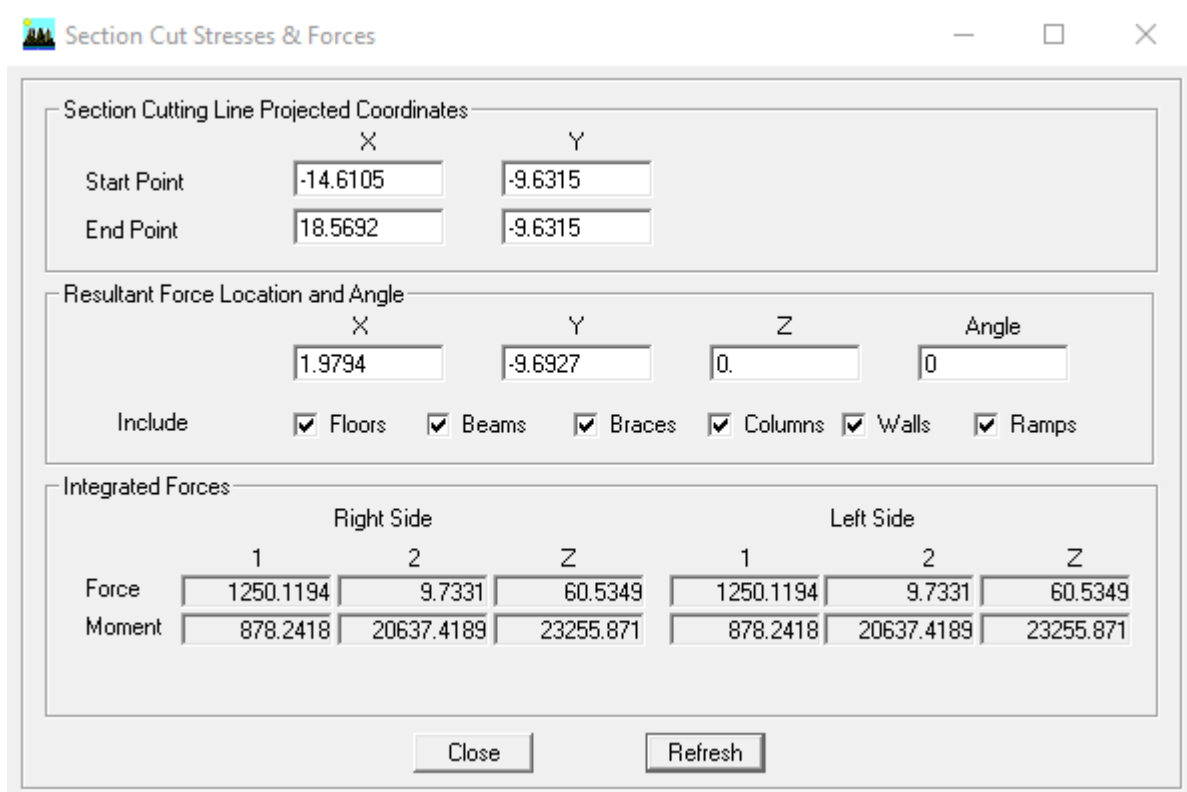 Section Cut Stresses & Forces
Section Cutting Line Projected Coordinates
X Y
Start Point -14.6105 -9.6315
End Point 18.5692 -9.6315
Resultant Force Location and Angle
X Y Z Angle
1.9794 -9.6927 0. 0
Include Floors Beams Braces Columns Walls Ramps
Integrated Forces
Right Side Left Side
1 2 Z 1 2 Z
Force 1250.1194 9.7331 60.5349 1250.1194 9.7331 60.5349
Moment 878.2418 20637.4189 23255.871 878.2418 20637.4189 23255.871
Close Refresh